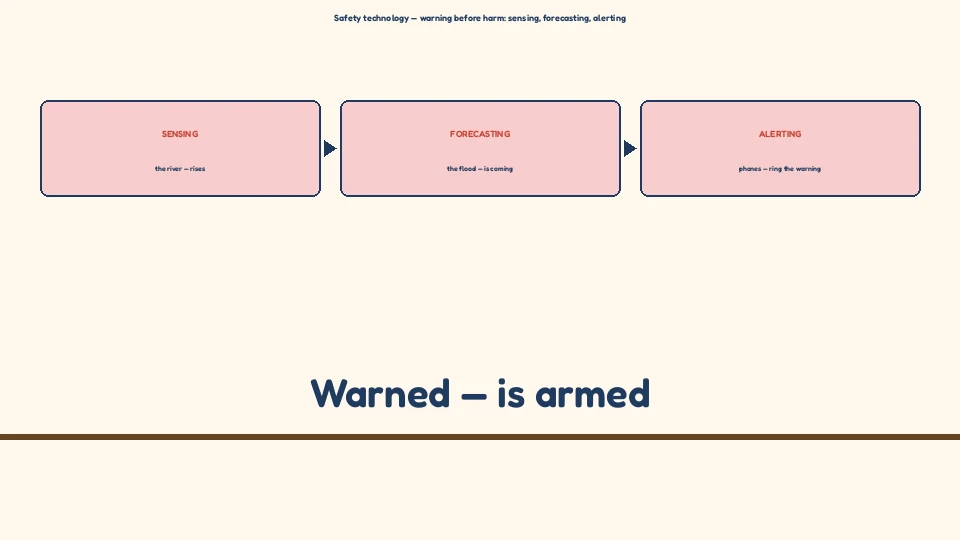 Safety technology — warning before harm: sensing, forecasting, alerting
SENSING
the river — rises
FORECASTING
the flood — is coming
ALERTING
phones — ring the warning
Warned — is armed